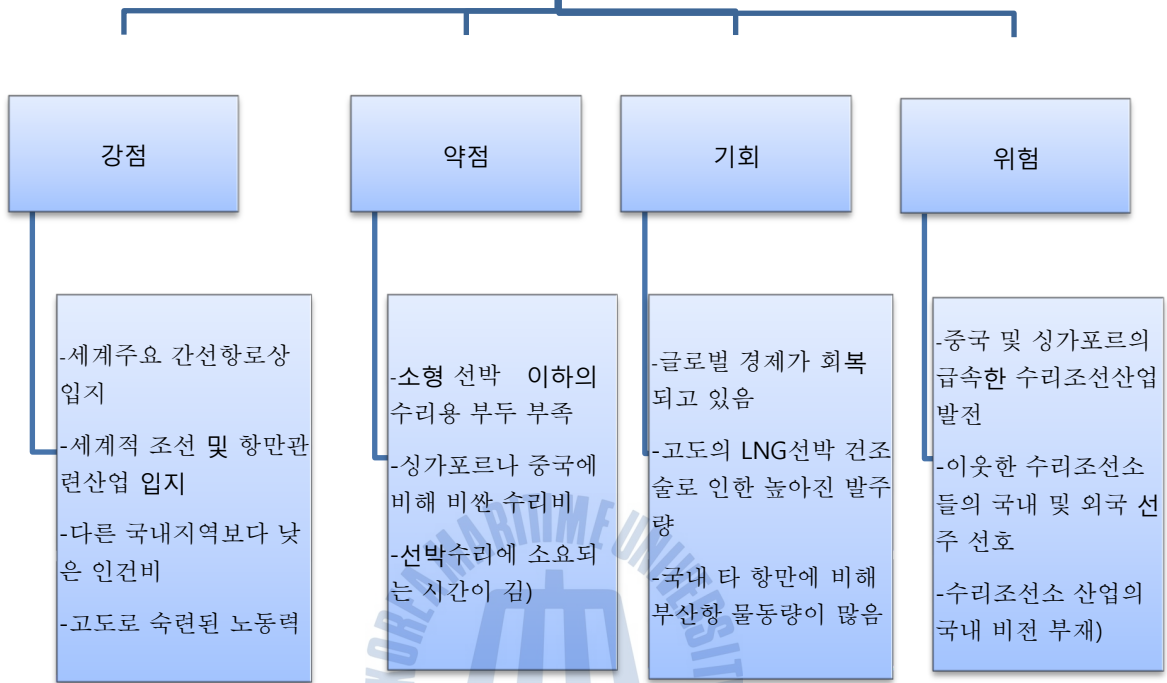 강점
약점
기회
위험
-세계주요 간선항로상
입지
-세계적 조선 및 항만관
련산업 입지
-다른 국내지역보다 낮
은 인건비
-고도로 숙련된 노동력
-소형 선박 이하의
수리용 부두 부족
-싱가포르나 중국에
비해 비싼 수리비
-선박수리에 소요되
는 시간이 김)
-글로벌 경제가 회복
되고 있음
-고도의 LNG선박 건조
술로 인한 높아진 발주
량
-국내 타 항만에 비해
부산항 물동량이 많음
-중국 및 싱가포르의
급속한 수리조선산업
발전
-이웃한 수리조선소
들의 국내 및 외국 선
주 선호
-수리조선소 산업의
국내 비전 부재)
MARITIME